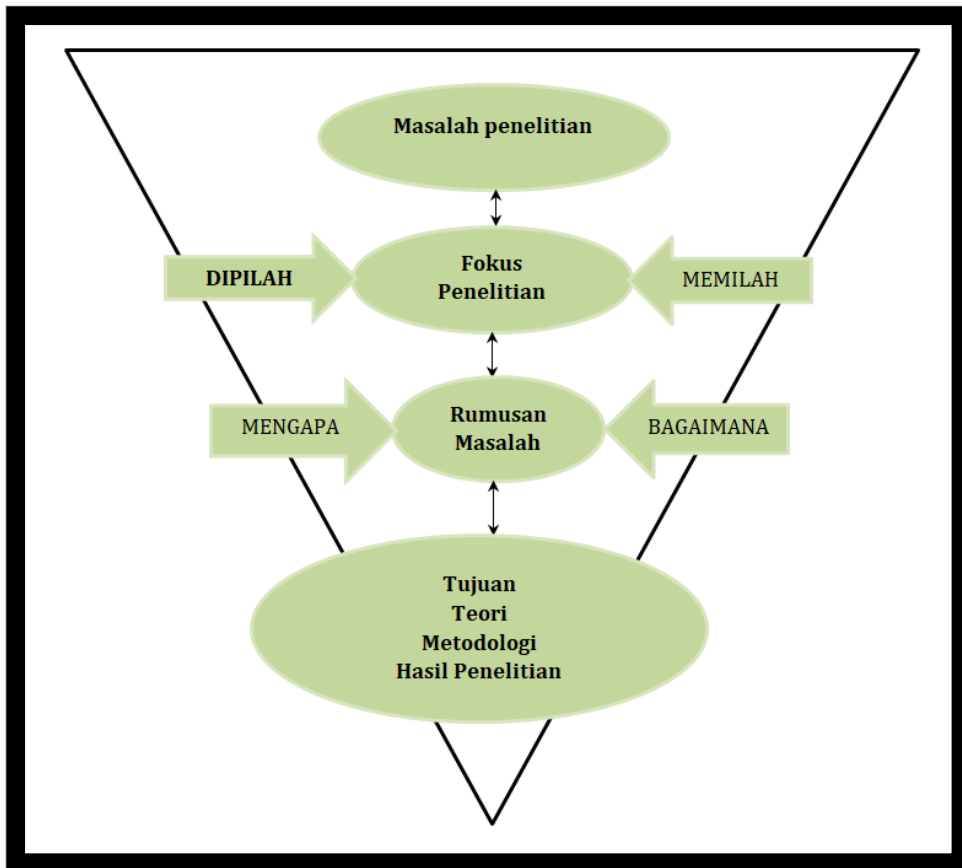 Masalah penelitian
Fokus
Penelitian
DIPILAH
MEMILAH
Rumusan
Masalah
MENGAPA
BAGAIMANA
Tujuan
Teori
Metodologi
Hasil Penelitian